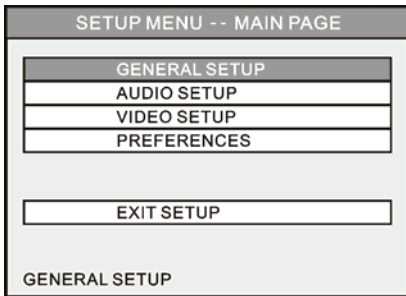 SETUP MENU -- MAIN PAGE
GENERAL SETUP
AUDIO SETUP
VIDEO SETUP
PREFERENCES
EXIT SETUP
GENERAL SETUP